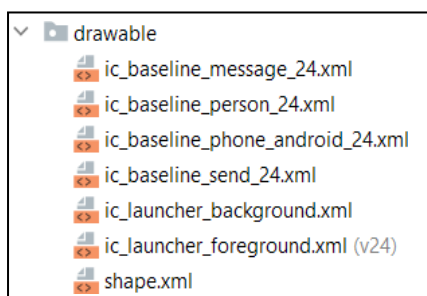 drawable
ic_baseline_message_24.xml
ic_baseline_person_24.xml
ic_baseline_phone_android_24.xml
ic_baseline_send_24.xml
ic_launcher_background.xml
ic_launcher_foreground.xml (v24)
shape.xml